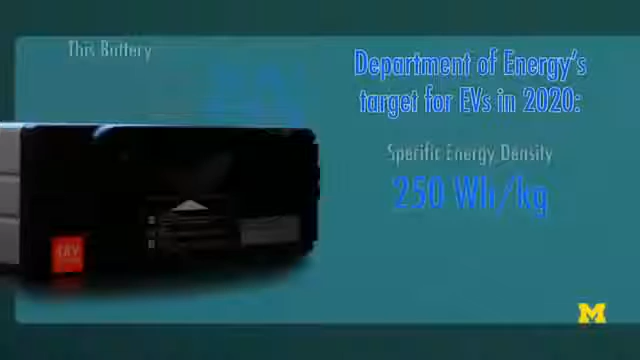 This Battery
Department of Energy's
target for EVs in 2020:
Specific Energy Density
250 Wh/kg
M